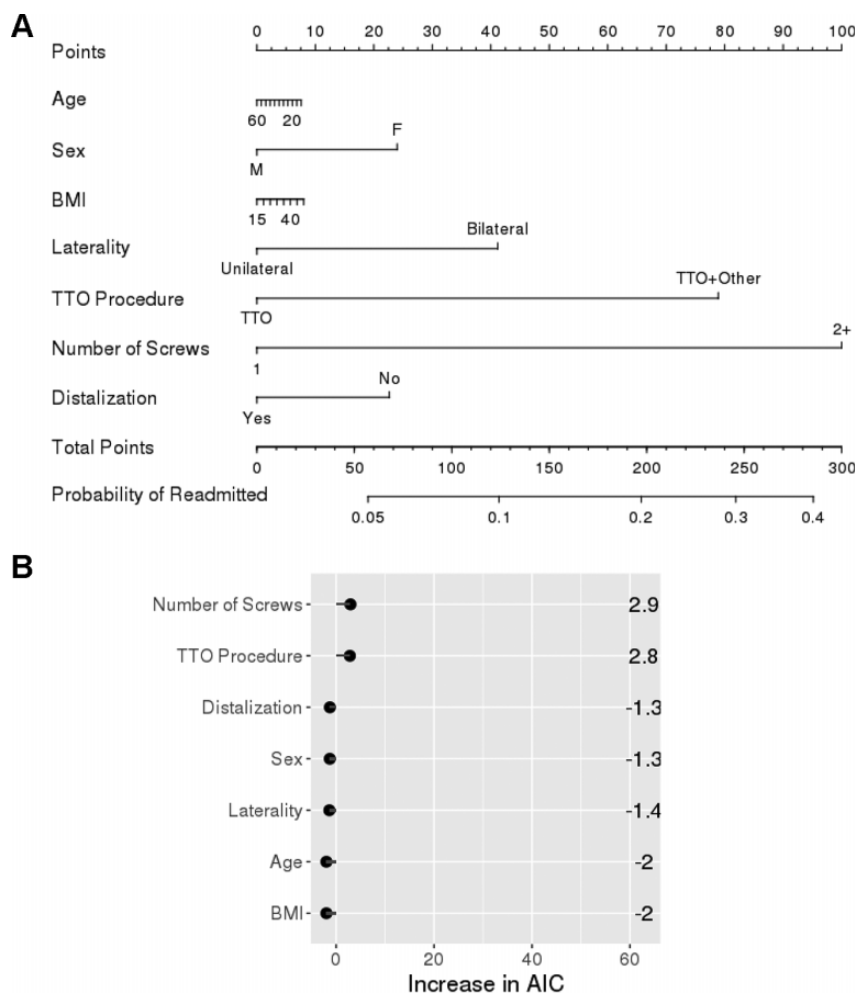 A
Points
0 10 20 30 40 50 60 70 80 90 100
Age
60 20
Sex
F
M
BMI
15 40
Laterality
Bilateral
Unilateral
TTO Procedure
TTO+Other
TTO
Number of Screws
2+
1
Distalization
No
Yes
Total Points
0 50 100 150 200 250 300
Probability of Readmitted
0.05 0.1 0.2 0.3 0.4
B
Number of Screws 2.9
TTO Procedure 2.8
Distalization -1.3
Sex -1.3
Laterality -1.4
Age -2
BMI -2
0 20 40 60
Increase in AIC